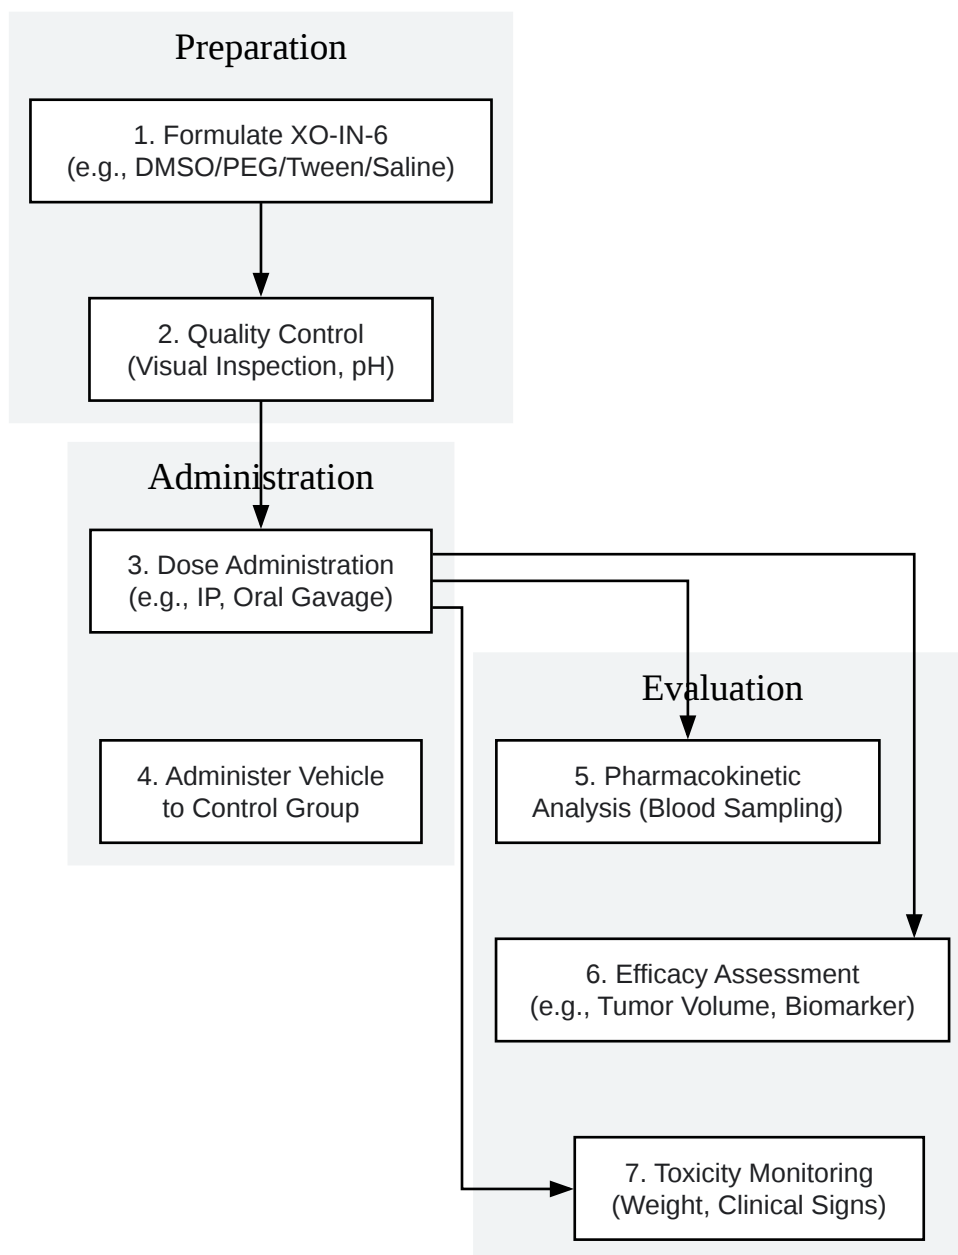 Preparation
1. Formulate XO-IN-6
(e.g., DMSO/PEG/Tween/Saline)
2. Quality Control
(Visual Inspection, pH)
Administration
3. Dose Administration
(e.g., IP, Oral Gavage)
4. Administer Vehicle
to Control Group
Evaluation
5. Pharmacokinetic
Analysis (Blood Sampling)
6. Efficacy Assessment
(e.g., Tumor Volume, Biomarker)
7. Toxicity Monitoring
(Weight, Clinical Signs)